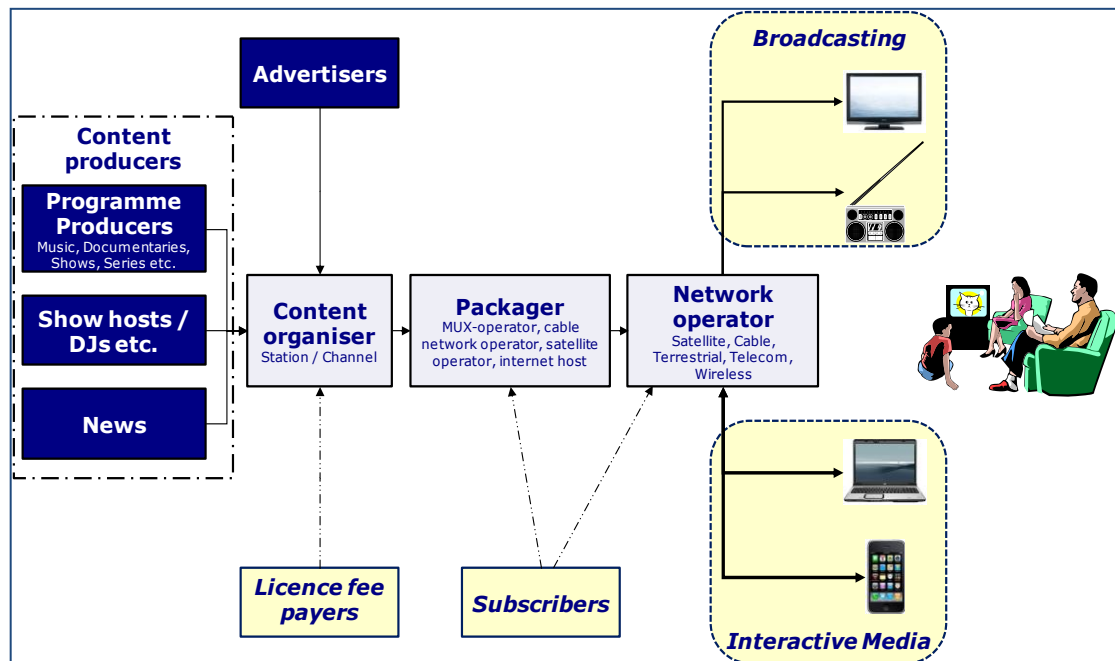 Broadcasting
Advertisers
Content
producers
Programme
Producers
Music, Documentaries,
Shows, Series etc.
Show hosts /
DJs etc.
News
Content
organiser
Station / Channel
Packager
MUX-operator, cable
network operator, satellite
operator, internet host
Network
operator
Satellite, Cable,
Terrestrial, Telecom,
Wireless
Licence fee
payers
Subscribers
Interactive Media